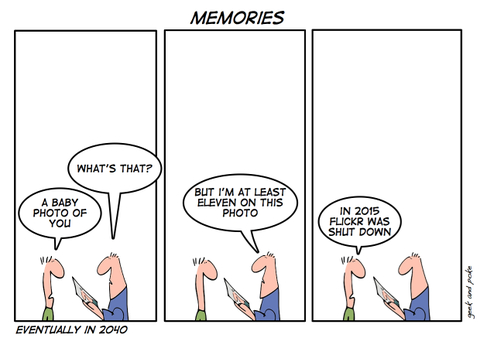 MEMORIES
WHAT'S THAT?
A BABY
PHOTO OF
YOU
BUT I'M AT LEAST
ELEVEN ON THIS
PHOTO
IN 2015
FLICKR WAS
SHUT DOWN
geek and poke
EVENTUALLY IN 2040